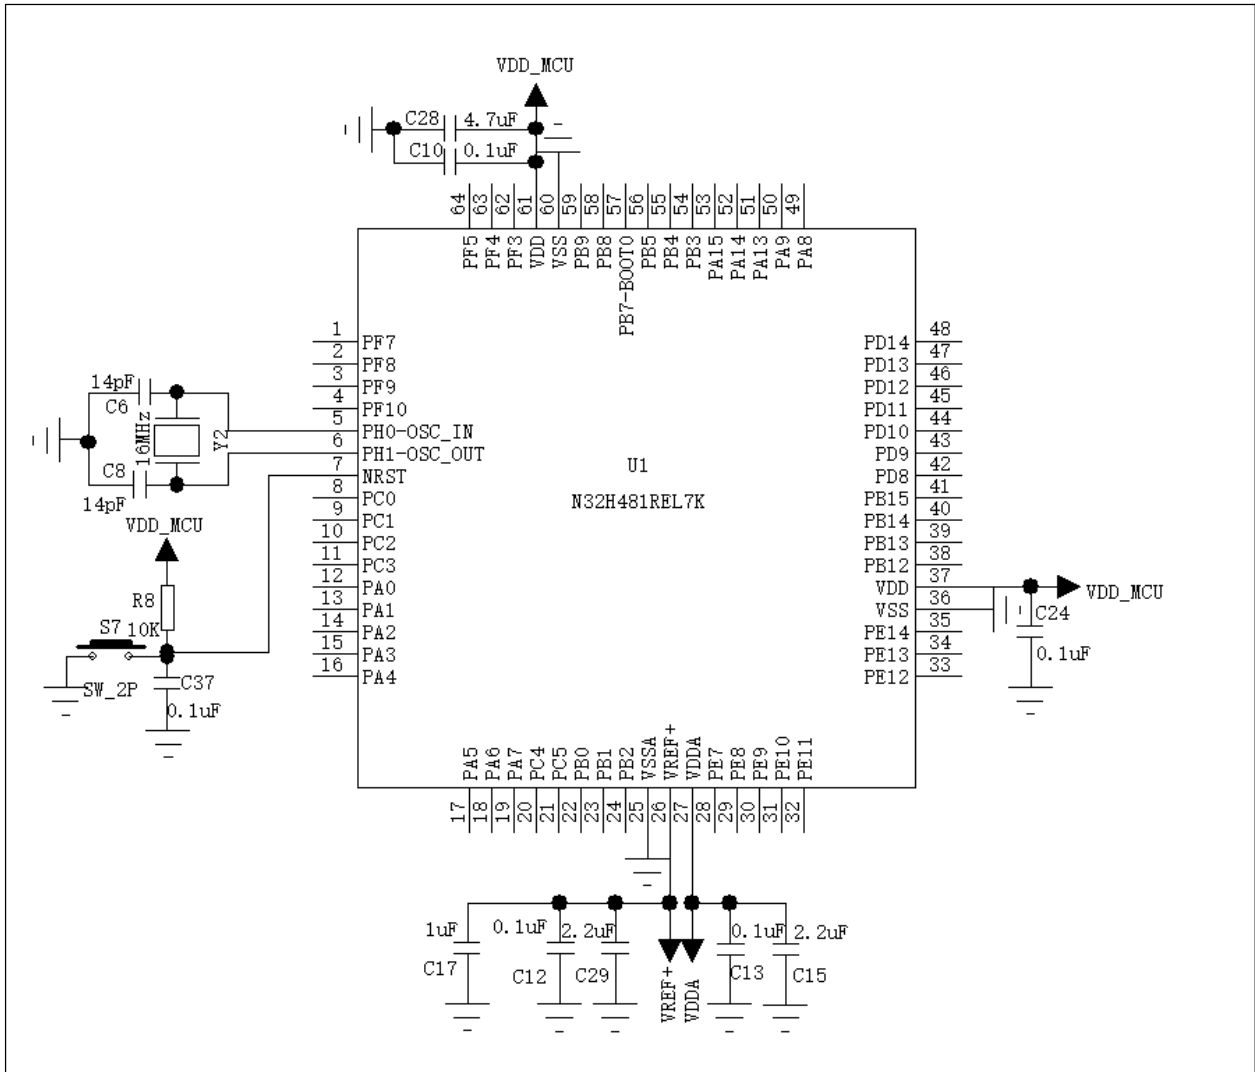 VDD_MCU
C28 4.7uF
C10 0.1uF
64 63 62 61 60 59 58 57 56 55 54 53 52 51 50 49
PF5 PF4 PF3 VDD VSS PB9 PB8 PB7-BOOT0 PB5 PB4 PB3 PA15 PA14 PA13 PA9 PA8
1 PF7
2 PF8
3 PF9
4 PF10
5 PH0-OSC_IN
6 PH1-OSC_OUT
7 NRST
8 PC0
9 PC1
10 PC2
11 PC3
12 PA0
13 PA1
14 PA2
15 PA3
16 PA4
14pF
C6
16MHz
Y2
C8
14pF
VDD_MCU
R8
10K
S7
SW_2P
C37
0.1uF
U1
N32H481REL7K
PD14 48
PD13 47
PD12 46
PD11 45
PD10 44
PD9 43
PD8 42
PB15 41
PB14 40
PB13 39
PB12 38
VDD 37
VSS 36
PE14 35
PE13 34
PE12 33
VDD_MCU
C24
0.1uF
PA5 PA6 PA7 PC4 PC5 PB0 PB1 PB2 VSSA VREF+ VDDA PE7 PE8 PE9 PE10 PE11
17 18 19 20 21 22 23 24 25 26 27 28 29 30 31 32
1uF 0.1uF 2.2uF 0.1uF 2.2uF
C17 C12 C29 C13 C15
VREF+
VDDA